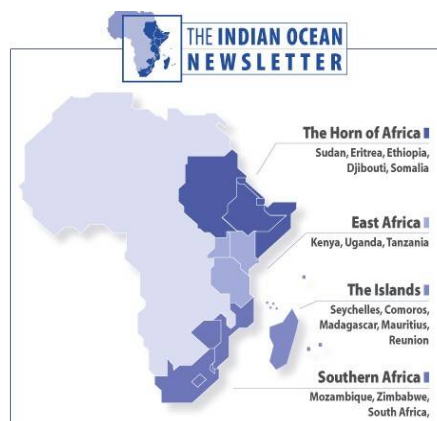 THE INDIAN OCEAN
NEWSLETTER
The Horn of Africa
Sudan, Eritrea, Ethiopia,
Djibouti, Somalia
East Africa
Kenya, Uganda, Tanzania
The Islands
Seychelles, Comoros,
Madagascar, Mauritius,
Reunion
Southern Africa
Mozambique, Zimbabwe,
South Africa,